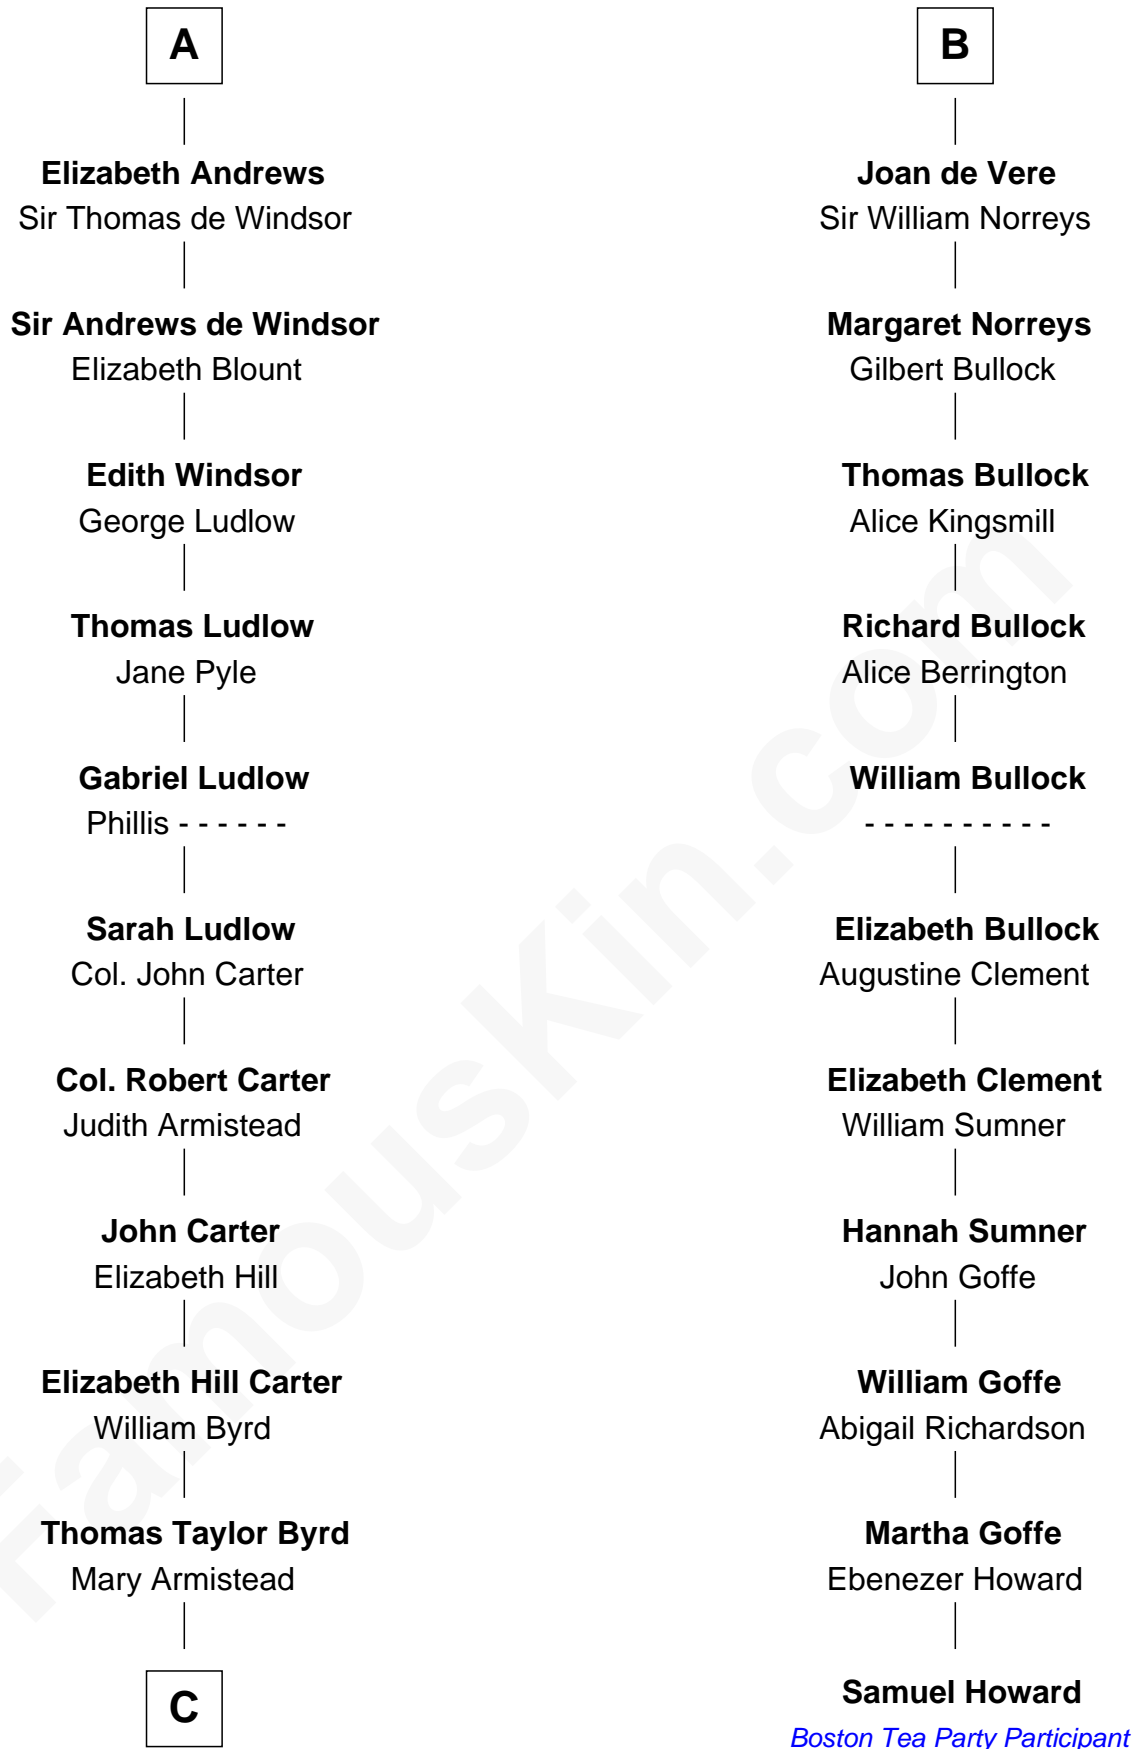 A
Elizabeth Andrews
Sir Thomas de Windsor
Sir Andrews de Windsor
Elizabeth Blount
Edith Windsor
George Ludlow
Thomas Ludlow
Jane Pyle
Gabriel Ludlow
Phillis - - - - - -
Sarah Ludlow
Col. John Carter
Col. Robert Carter
Judith Armistead
John Carter
Elizabeth Hill
Elizabeth Hill Carter
William Byrd
Thomas Taylor Byrd
Mary Armistead
C
B
Joan de Vere
Sir William Norreys
Margaret Norreys
Gilbert Bullock
Thomas Bullock
Alice Kingsmill
Richard Bullock
Alice Berrington
William Bullock
- - - - - - - - - -
Elizabeth Bullock
Augustine Clement
Elizabeth Clement
William Sumner
Hannah Sumner
John Goffe
William Goffe
Abigail Richardson
Martha Goffe
Ebenezer Howard
Samuel Howard
Boston Tea Party Participant
FamousKin.com